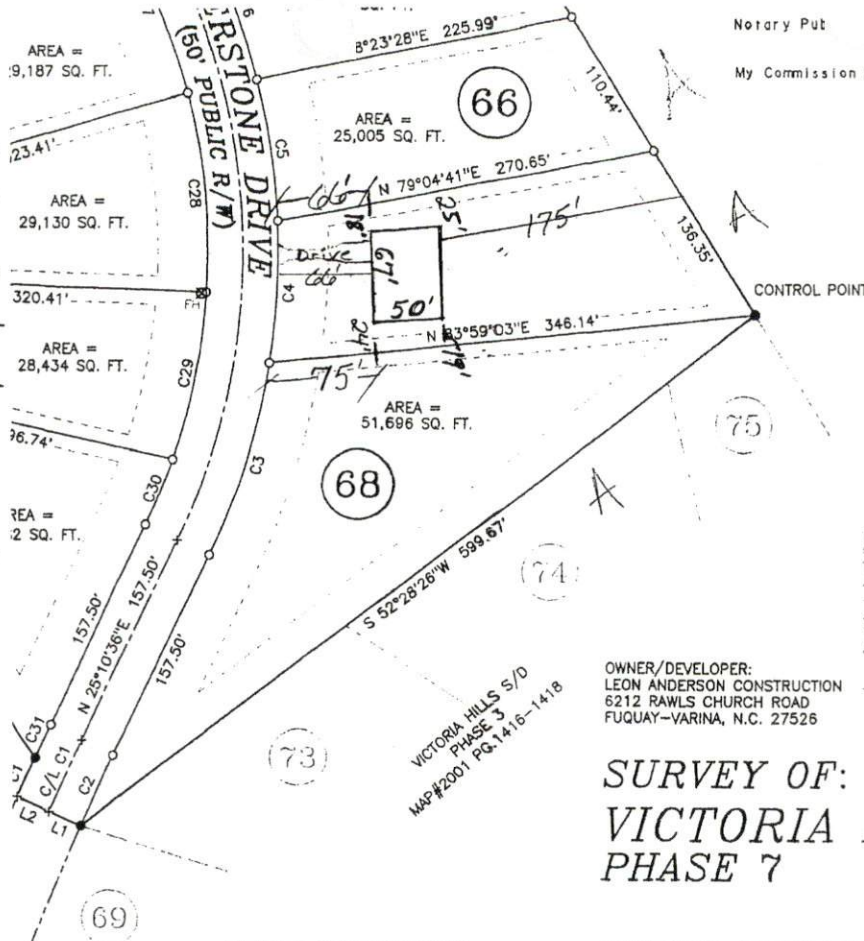 Notary Pub
My Commission
AREA =
9,187 SQ. FT.
ERSTONE DRIVE
(50' PUBLIC R/W)
8°23'28"E 225.99'
66
AREA =
25,005 SQ. FT.
110.44'
23.41'
C5
C28
66'
N 79°04'41"E 270.65'
AREA =
29,130 SQ. FT.
18'
25'
175'
136.35'
A
A
Drive
66'
67'
50'
C4
320.41'
FH
CONTROL POINT
AREA =
28,434 SQ. FT.
C29
24'
19'
N 83°59'03"E 346.14'
75'
AREA =
51,696 SQ. FT.
75
96.74'
C3
68
A
C30
REA =
2 SQ. FT.
157.50'
N 25°10'36"E 157.50'
157.50'
S 52°28'26"W 599.67'
74
VICTORIA HILLS S/D
PHASE 3
MAP#2001 PG.1416-1418
OWNER/DEVELOPER:
LEON ANDERSON CONSTRUCTION
6212 RAWLS CHURCH ROAD
FUQUAY-VARINA, N.C. 27526
73
C31
C/L C1
C2
C1
L2
L1
SURVEY OF:
VICTORIA
PHASE 7
69